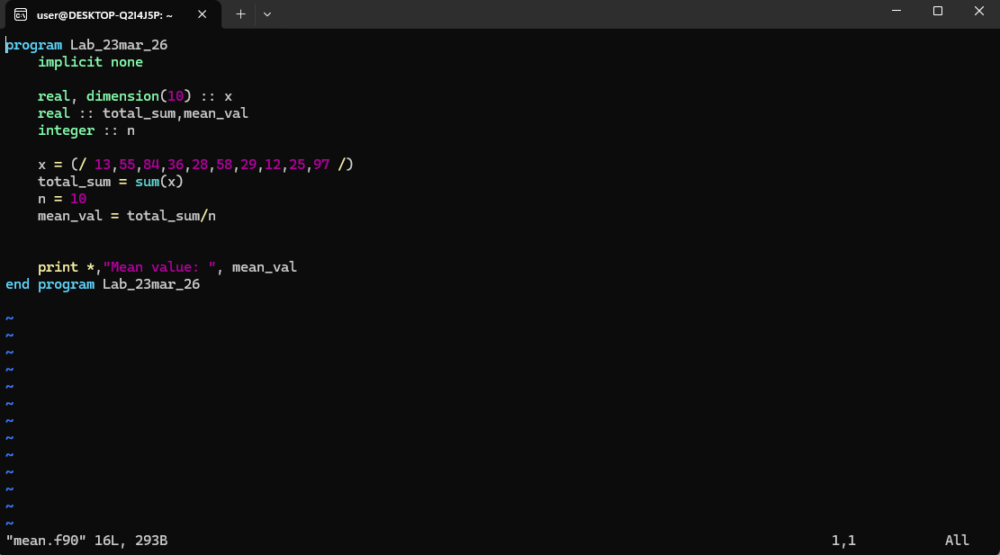 user@DESKTOP-Q2I4J5P: ~
program Lab_23mar_26
    implicit none
    real, dimension(10) :: x
    real :: total_sum,mean_val
    integer :: n
    x = (/ 13,55,84,36,28,58,29,12,25,97 /)
    total_sum = sum(x)
    n = 10
    mean_val = total_sum/n
    print *,"Mean value: ", mean_val
end program Lab_23mar_26
~
~
~
~
~
~
~
~
~
~
~
~
~
"mean.f90" 16L, 293B 1,1 All